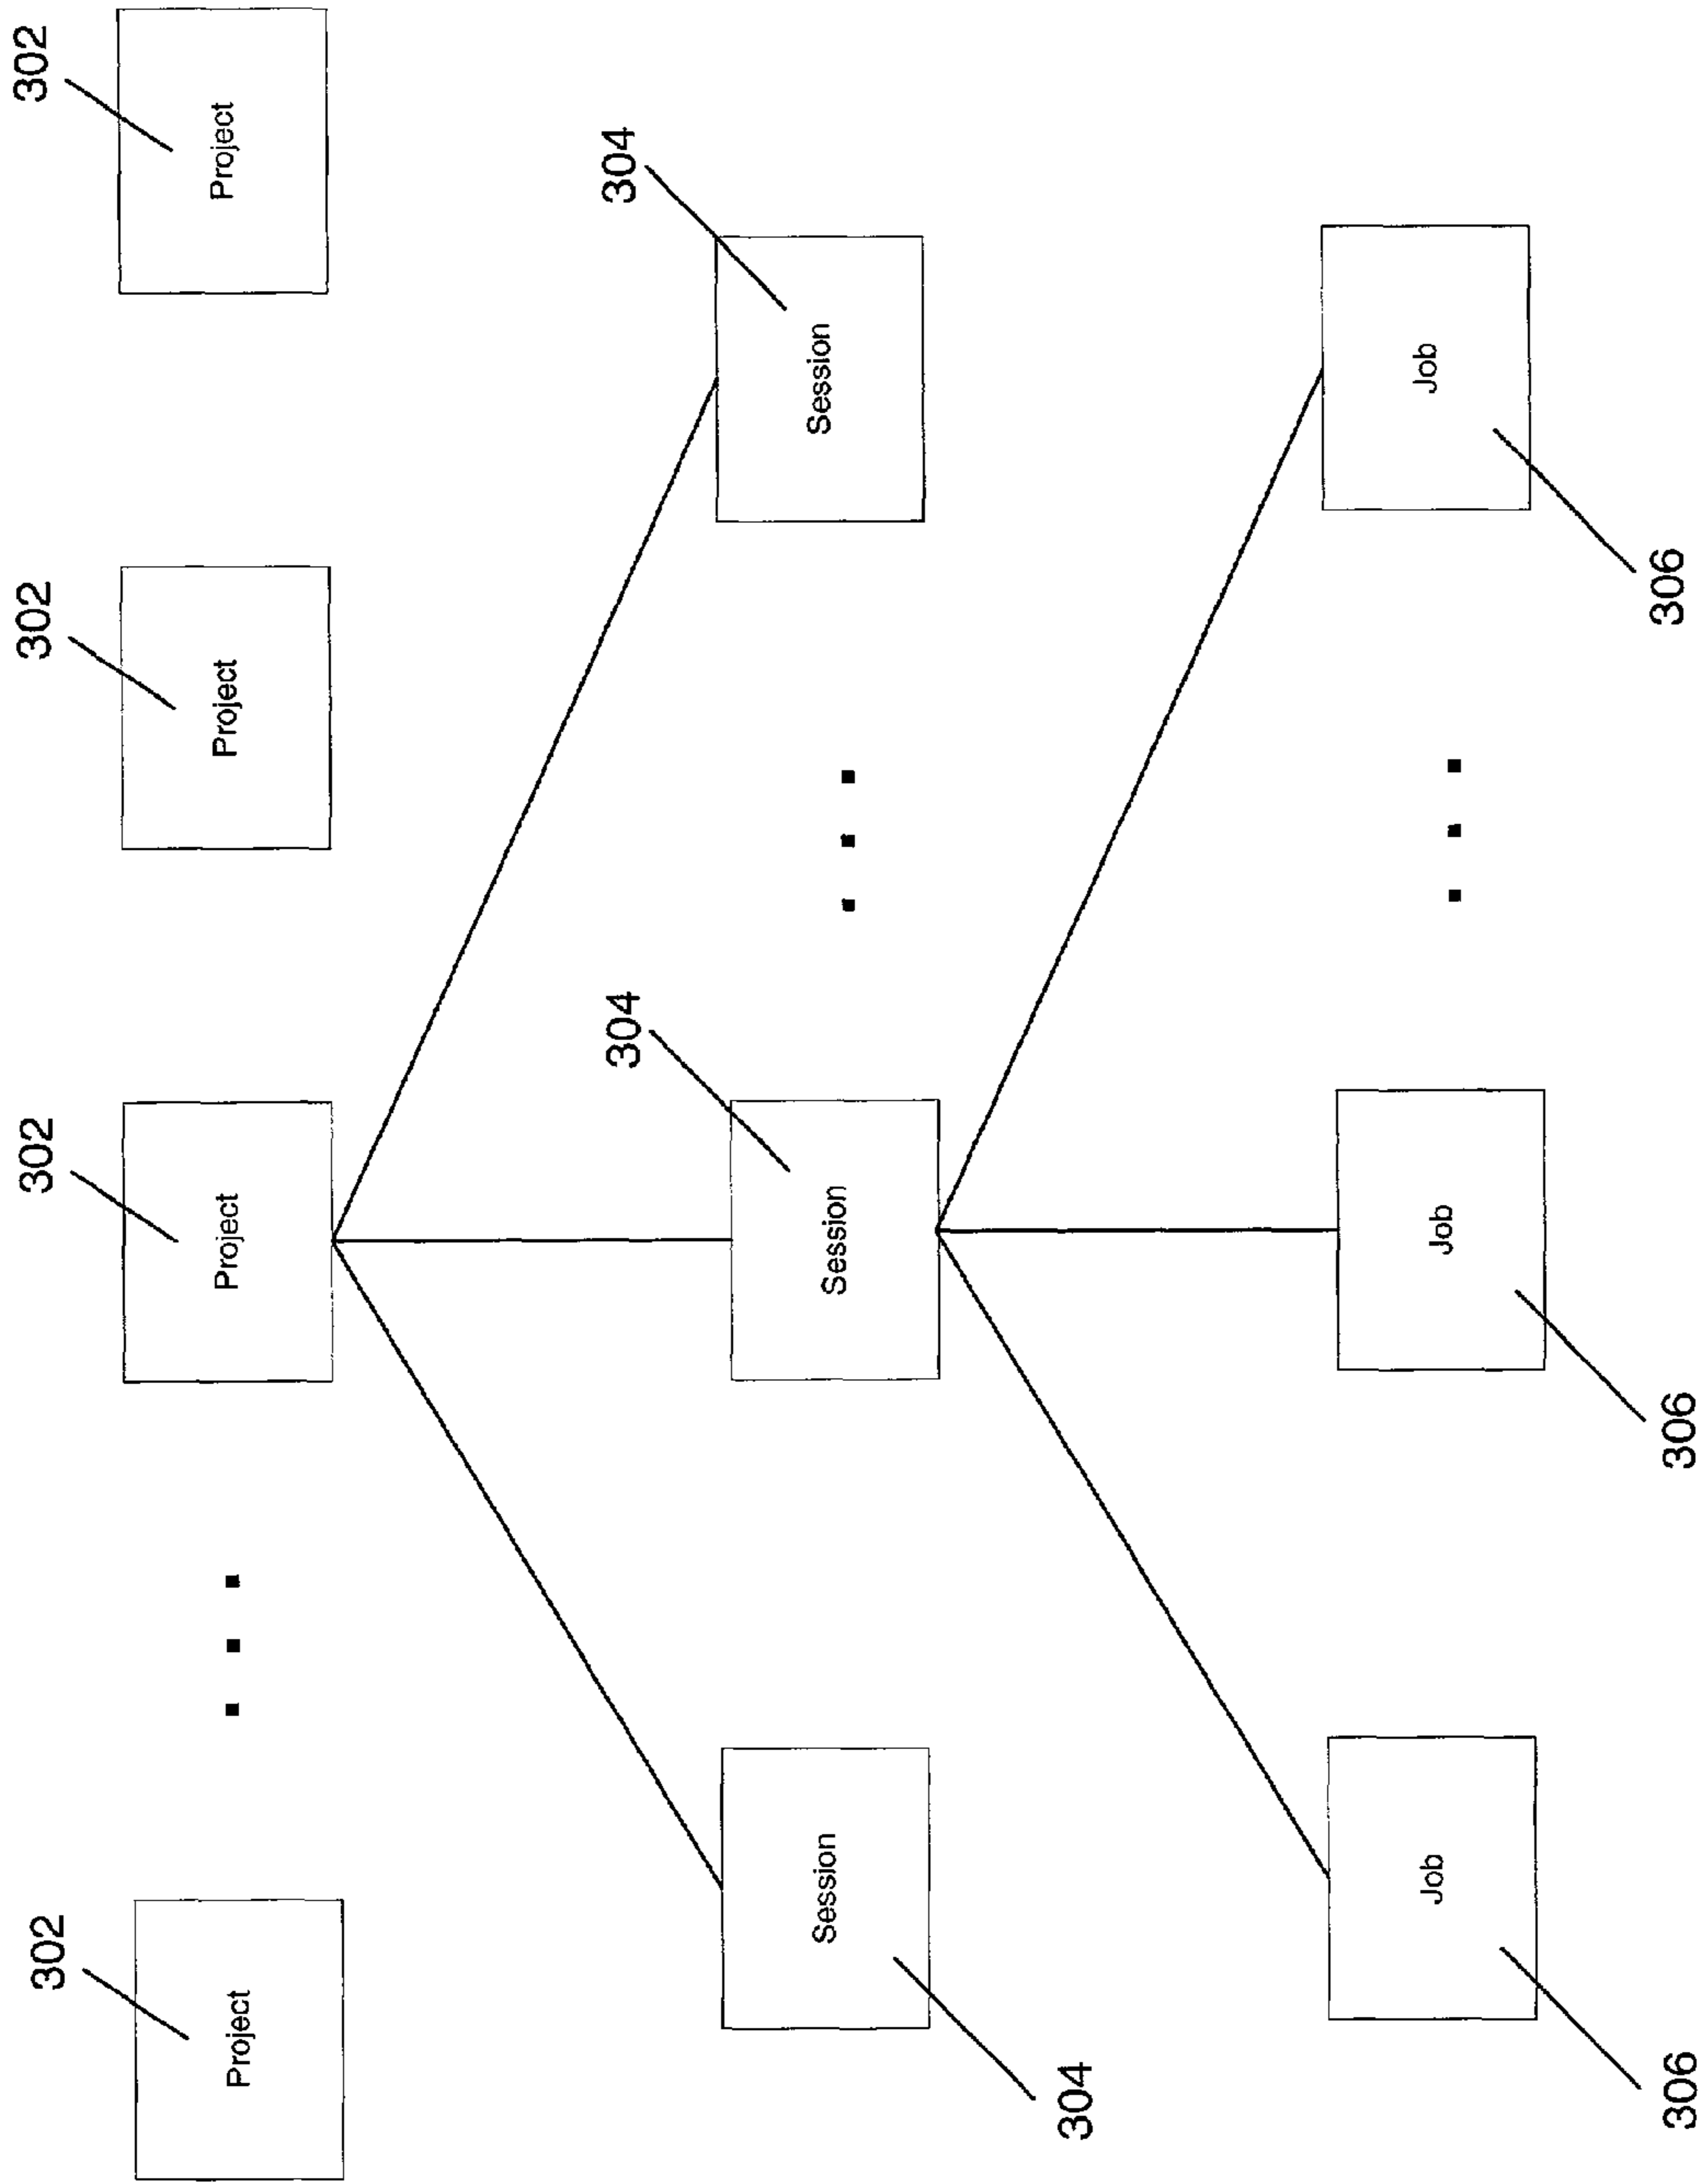 302 302 302 302
Project Project Project Project
304 304
Session Session Session
304
Job Job Job
306 306 306